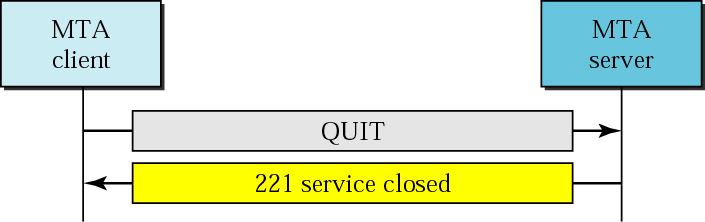 MTA
client
MTA
server
QUIT
221 service closed